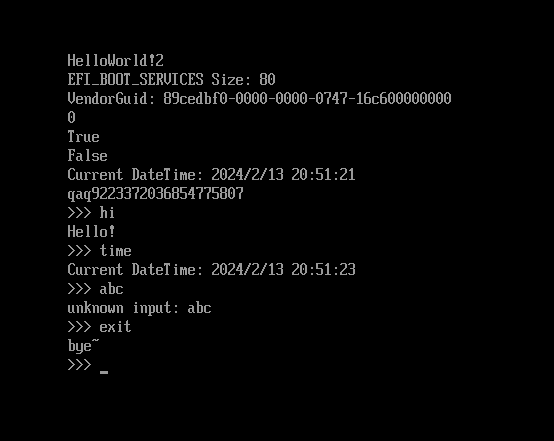 HelloWorld!2
EFI_BOOT_SERVICES Size: 80
VendorGuid: 89cedbf0-0000-0000-0747-16c600000000
0
True
False
Current DateTime: 2024/2/13 20:51:21
qaq9223372036854775807
>>> hi
Hello!
>>> time
Current DateTime: 2024/2/13 20:51:23
>>> abc
unknown input: abc
>>> exit
bye~
>>> _